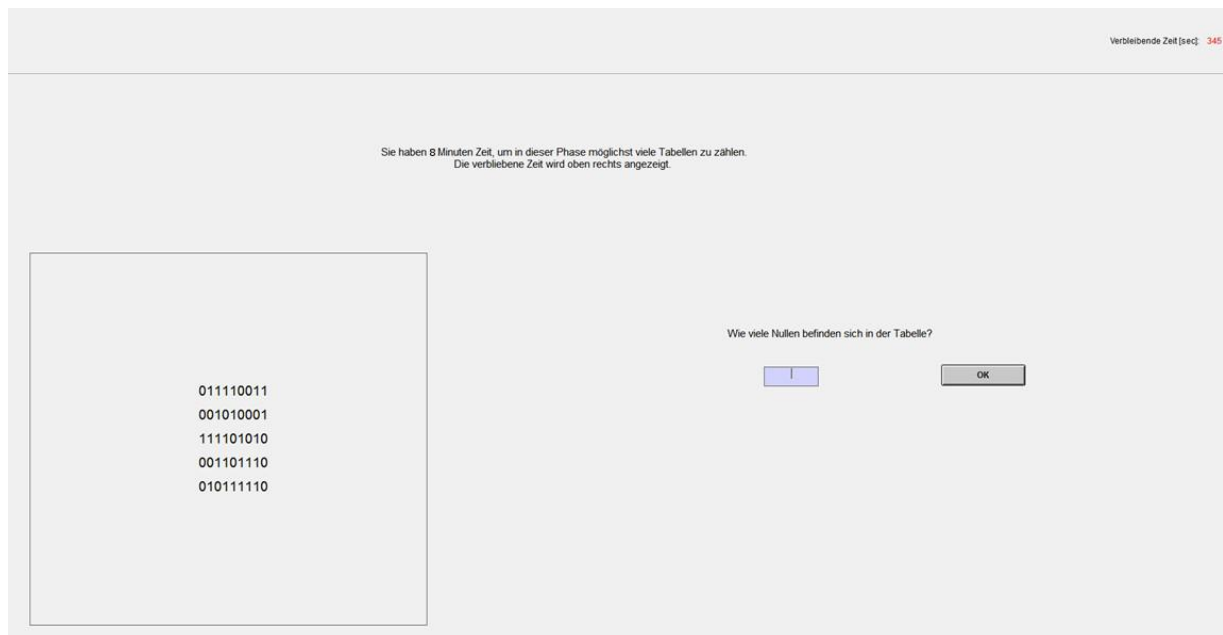 Verbleibende Zeit [sec]: 345
Sie haben 8 Minuten Zeit, um in dieser Phase möglichst viele Tabellen zu zählen.
Die verbliebene Zeit wird oben rechts angezeigt.
Wie viele Nullen befinden sich in der Tabelle?
OK
011110011
001010001
111101010
001101110
010111110